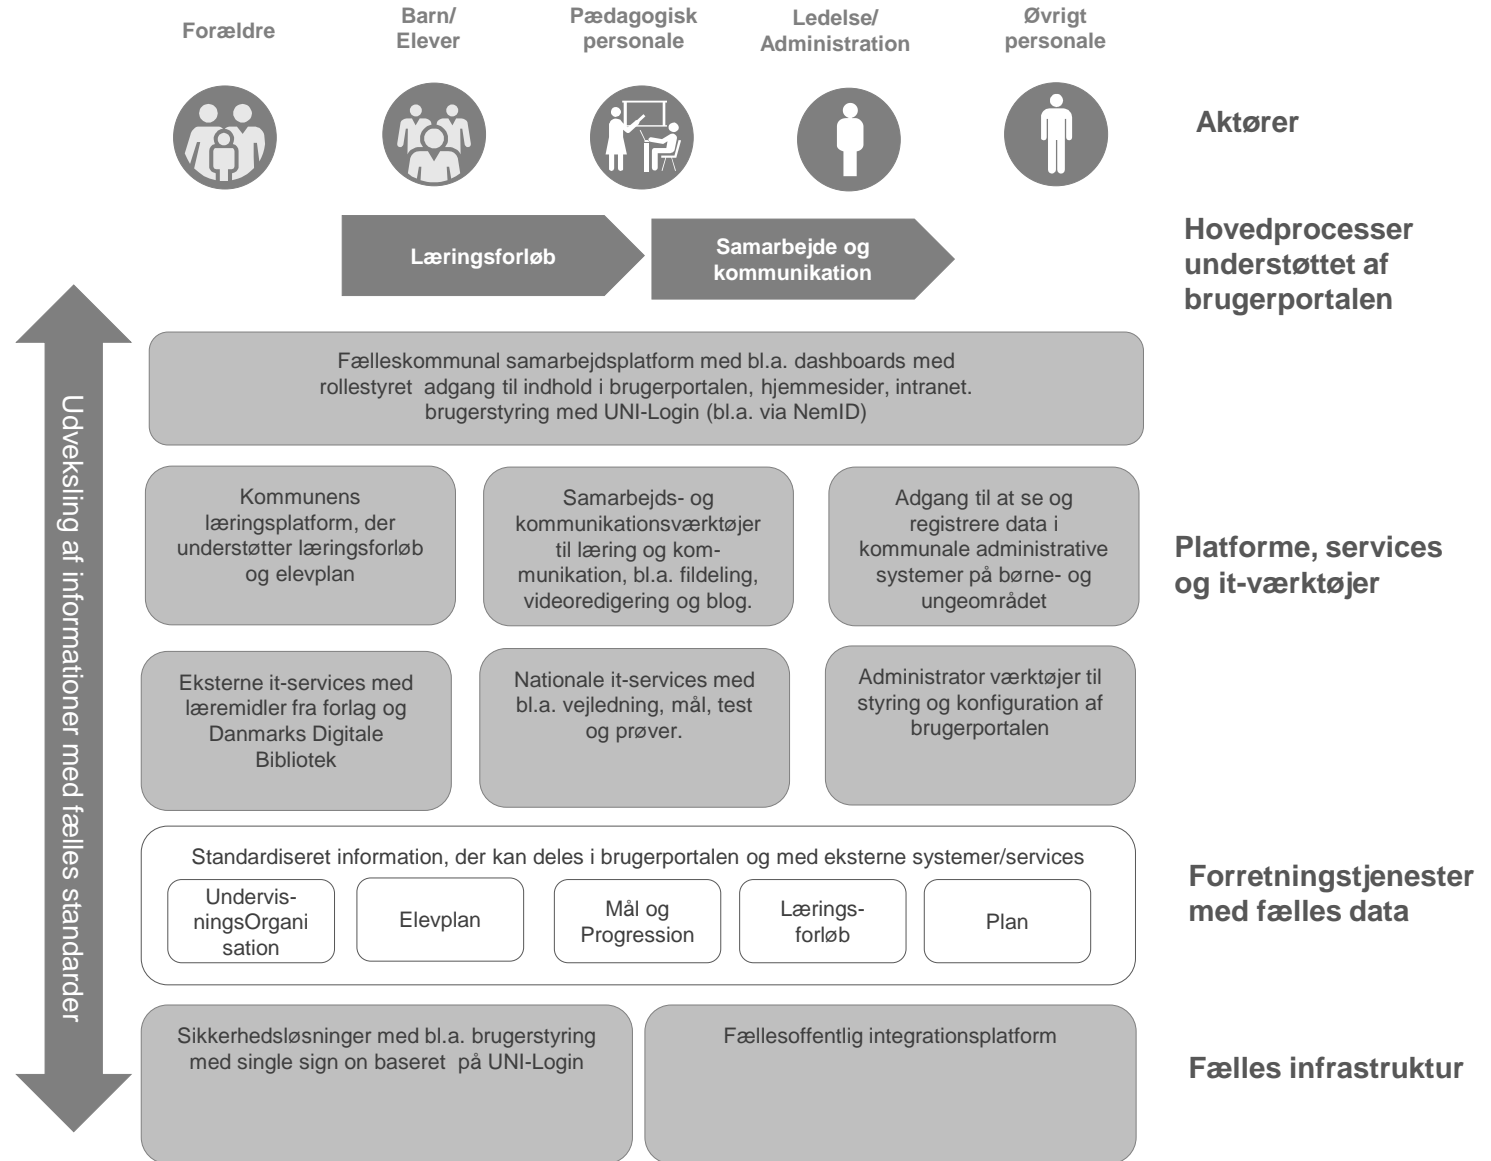 Forældre
Barn/
Elever
Pædagogisk
personale
Ledelse/
Administration
Øvrigt
personale
Aktører
Læringsforløb
Samarbejde og
kommunikation
Hovedprocesser
understøttet af
brugerportalen
Udveksling af informationer med fælles standarder
Fælleskommunal samarbejdsplatform med bl.a. dashboards med
rollestyret  adgang til indhold i brugerportalen, hjemmesider, intranet.
brugerstyring med UNI-Login (bl.a. via NemID)
Kommunens
læringsplatform, der
understøtter læringsforløb
og elevplan
Samarbejds- og
kommunikationsværktøjer
til læring og kom-
munikation, bl.a. fildeling,
videoredigering og blog.
Adgang til at se og
registrere data i
kommunale administrative
systemer på børne- og
ungeområdet
Platforme, services
og it-værktøjer
Eksterne it-services med
læremidler fra forlag og
Danmarks Digitale
Bibliotek
Nationale it-services med
bl.a. vejledning, mål, test
og prøver.
Administrator værktøjer til
styring og konfiguration af
brugerportalen
Standardiseret information, der kan deles i brugerportalen og med eksterne systemer/services
Undervis-
ningsOrgani
sation
Elevplan
Mål og
Progression
Lærings-
forløb
Plan
Forretningstjenester
med fælles data
Sikkerhedsløsninger med bl.a. brugerstyring
med single sign on baseret  på UNI-Login
Fællesoffentlig integrationsplatform
Fælles infrastruktur